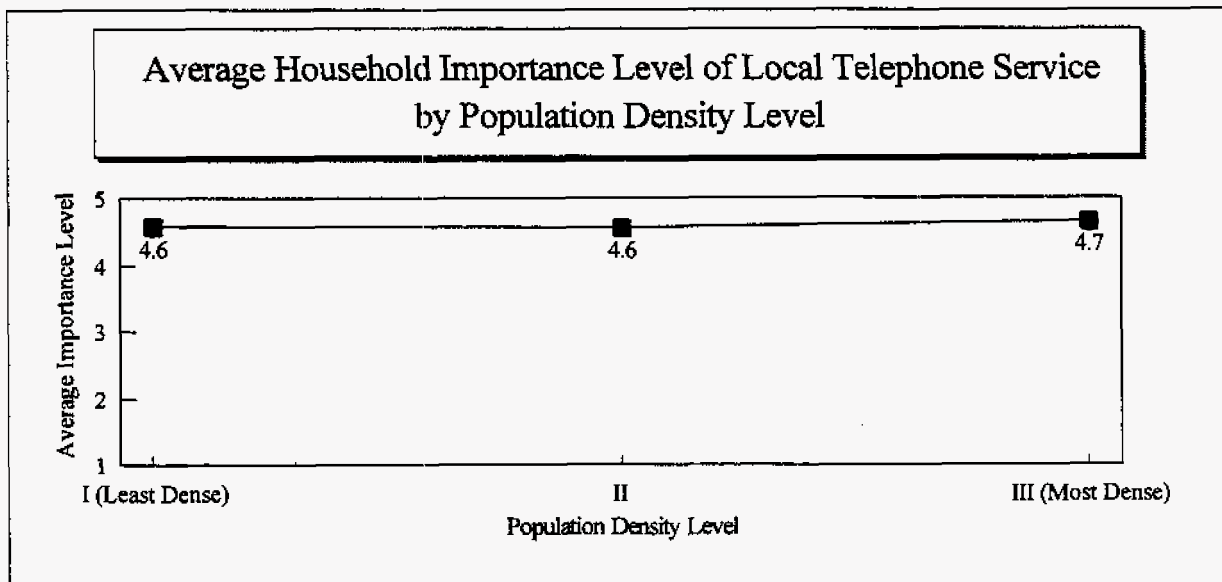 Average Household Importance Level of Local Telephone Service
by Population Density Level
Average Importance Level
5
4
3
2
1
4.6
4.6
4.7
I (Least Dense)
II
III (Most Dense)
Population Density Level